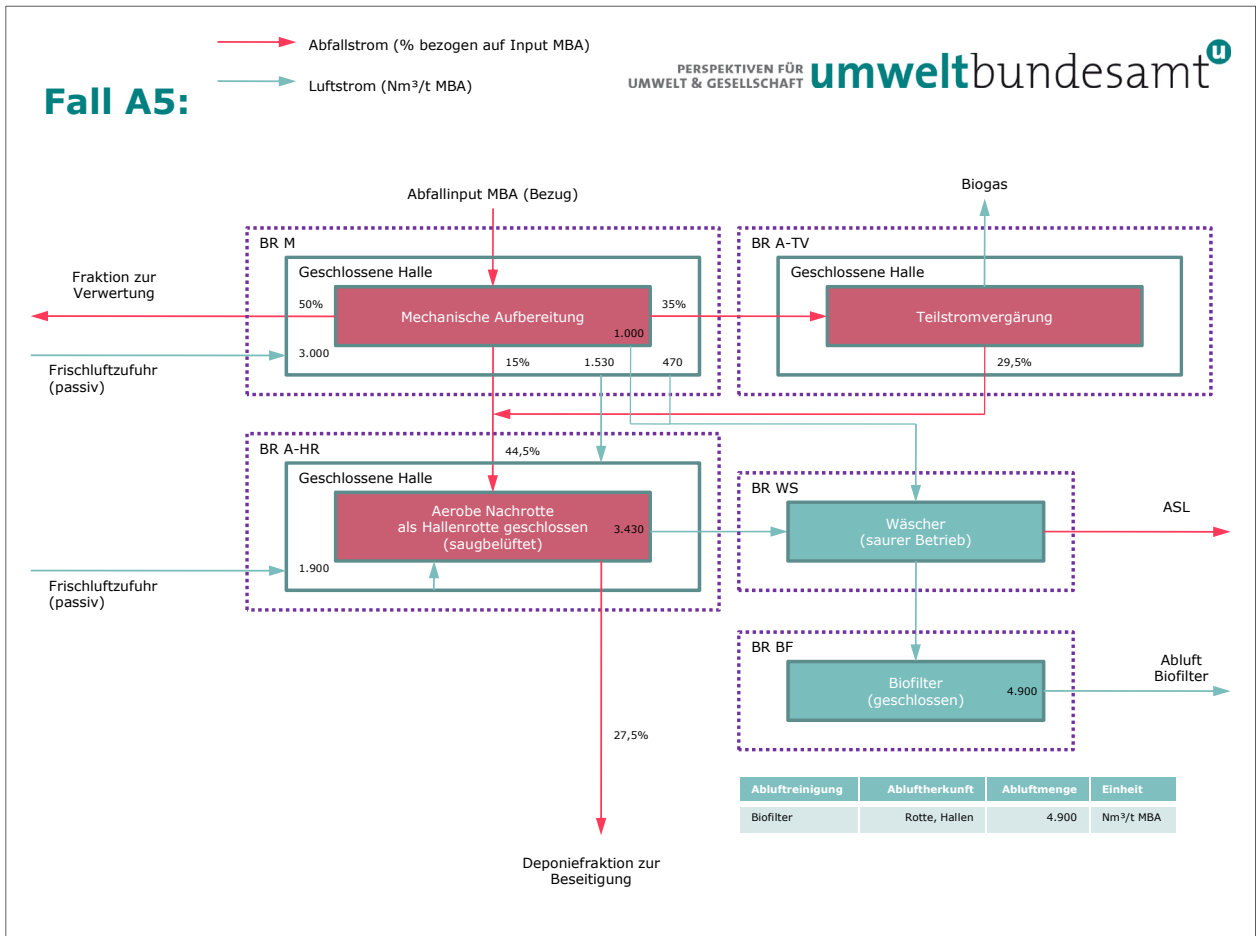 Abfallstrom (% bezogen auf Input MBA)
Luftstrom (Nm³/t MBA)
PERSPEKTIVEN FÜR
UMWELT & GESELLSCHAFT
umweltbundesamt
u
Fall A5:
Abfallinput MBA (Bezug)
Biogas
BR M
BR A-TV
Geschlossene Halle
Geschlossene Halle
Fraktion zur
Verwertung
50%
Mechanische Aufbereitung
1.000
35%
Teilstromvergärung
3.000
Frischluftzufuhr
(passiv)
15%
1.530
470
29,5%
BR A-HR
44,5%
Geschlossene Halle
Aerobe Nachrotte
als Hallenrotte geschlossen
(saugbelüftet)
3.430
BR WS
Wäscher
(saurer Betrieb)
ASL
1.900
Frischluftzufuhr
(passiv)
BR BF
Biofilter
(geschlossen)
4.900
Abluft
Biofilter
27,5%
Abluftreinigung Abluftherkunft Abluftmenge Einheit
Biofilter Rotte, Hallen 4.900 Nm³/t MBA
Deponiefraktion zur
Beseitigung